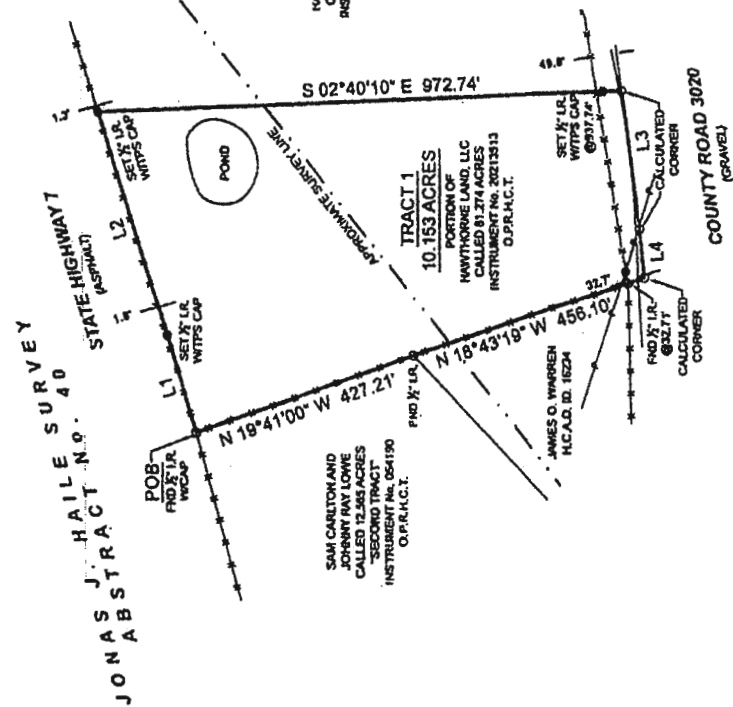 S 02°40'10" E 972.74'
49.8'
1.4'
SET ½" I.R.
W/TPS CAP
POND
APPROXIMATE SURVEY LINE
SET ½" I.R.
W/TPS CAP
@937.74'
L3
CALCULATED
CORNER
COUNTY ROAD 3020
(GRAVEL)
TRACT 1
10.153 ACRES
PORTION OF
HAWTHORNE LAND, LLC
CALLED 81.274 ACRES
INSTRUMENT No. 20213513
O.P.R.H.C.T.
STATE HIGHWAY 7
(ASPHALT)
L2
1.8'
SET ½" I.R.
W/TPS CAP
L1
JONAS J. HAILE SURVEY
ABSTRACT NO. 40
POB
FND ½" I.R.
W/CAP
N 19°41'00" W 427.21'
FND ½" I.R.
N 18°43'19" W 456.10'
32.7'
L4
FND ½" I.R.
@32.71'
CALCULATED
CORNER
JAMES O. WARREN
H.C.A.D. ID. 16234
SAM CARLTON AND
JOHNNY RAY LOWE
CALLED 12.565 ACRES
"SECOND TRACT"
INSTRUMENT No. 054190
O.P.R.H.C.T.